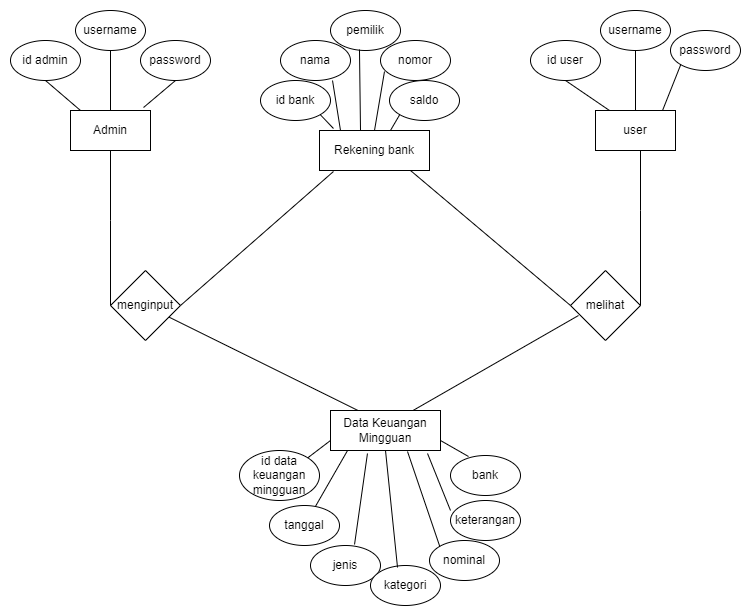 username
id admin
password
Admin
pemilik
nama
nomor
id bank
saldo
Rekening bank
username
id user
password
user
menginput
melihat
Data Keuangan
Mingguan
id data
keuangan
mingguan
tanggal
jenis
kategori
nominal
keterangan
bank